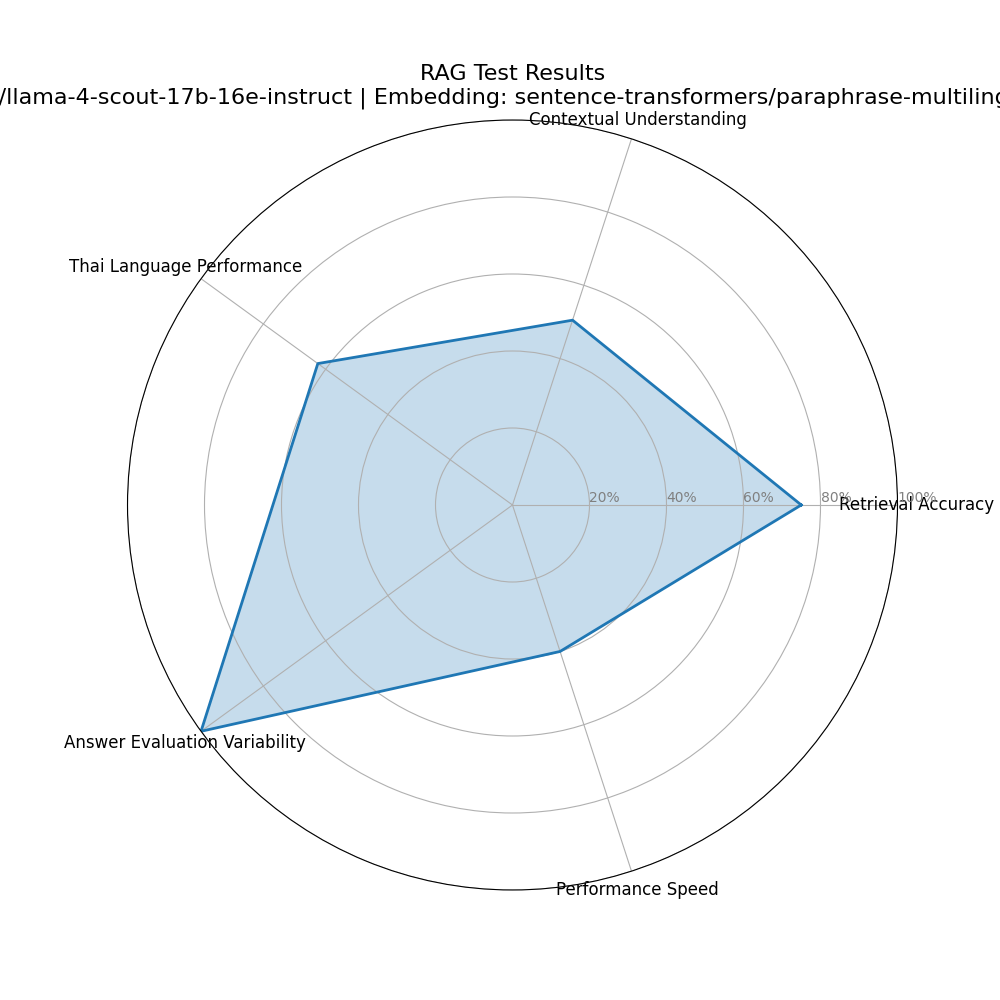 RAG Test Results
/llama-4-scout-17b-16e-instruct | Embedding: sentence-transformers/paraphrase-multiling
Contextual Understanding
Thai Language Performance
20%
40%
60%
80%
100%
Retrieval Accuracy
Answer Evaluation Variability
Performance Speed